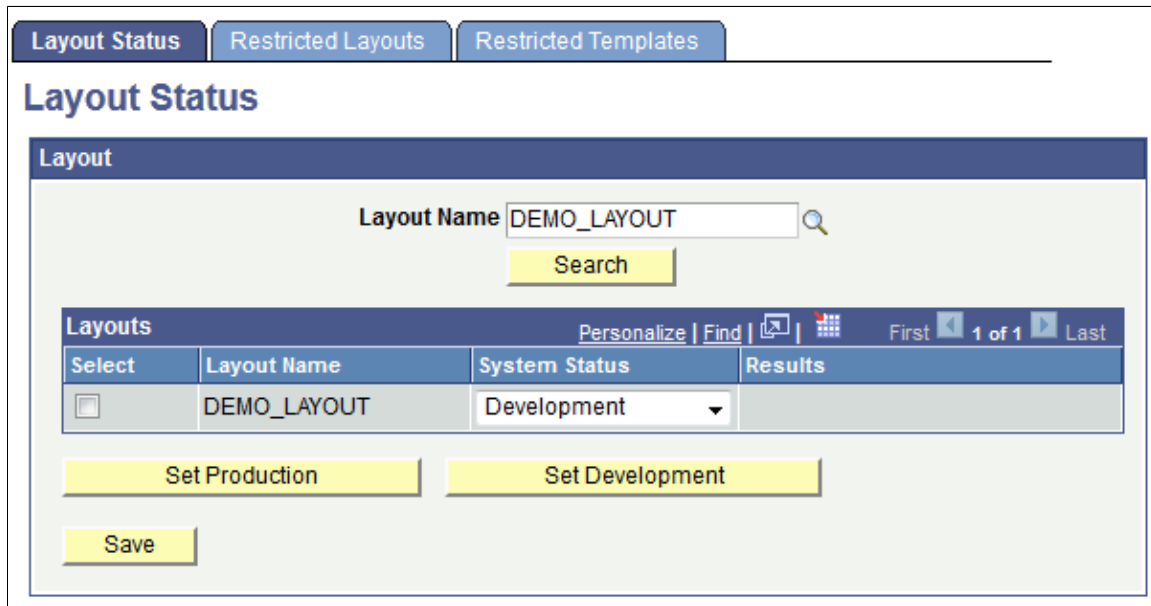 Layout Status Restricted Layouts Restricted Templates
Layout Status
Layout
Layout Name DEMO_LAYOUT
Search
Layouts Personalize | Find | | First 1 of 1 Last
Select Layout Name System Status Results
DEMO_LAYOUT Development
Set Production Set Development
Save